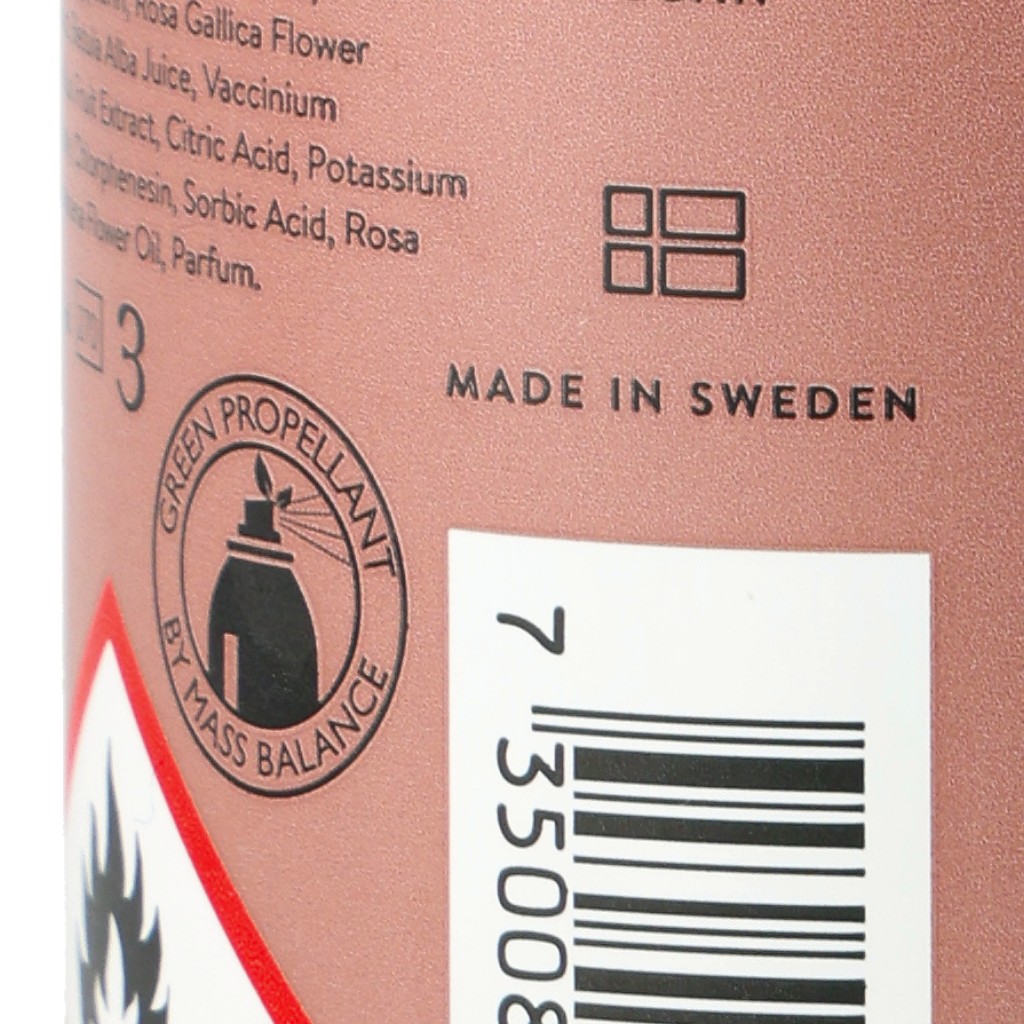 Rosa Gallica Flower
Alba Juice, Vaccinium
Fruit Extract, Citric Acid, Potassium
Chlorphenesin, Sorbic Acid, Rosa
Flower Oil, Parfum.
3
GREEN PROPELLANT
BY MASS BALANCE
MADE IN SWEDEN
7 35008